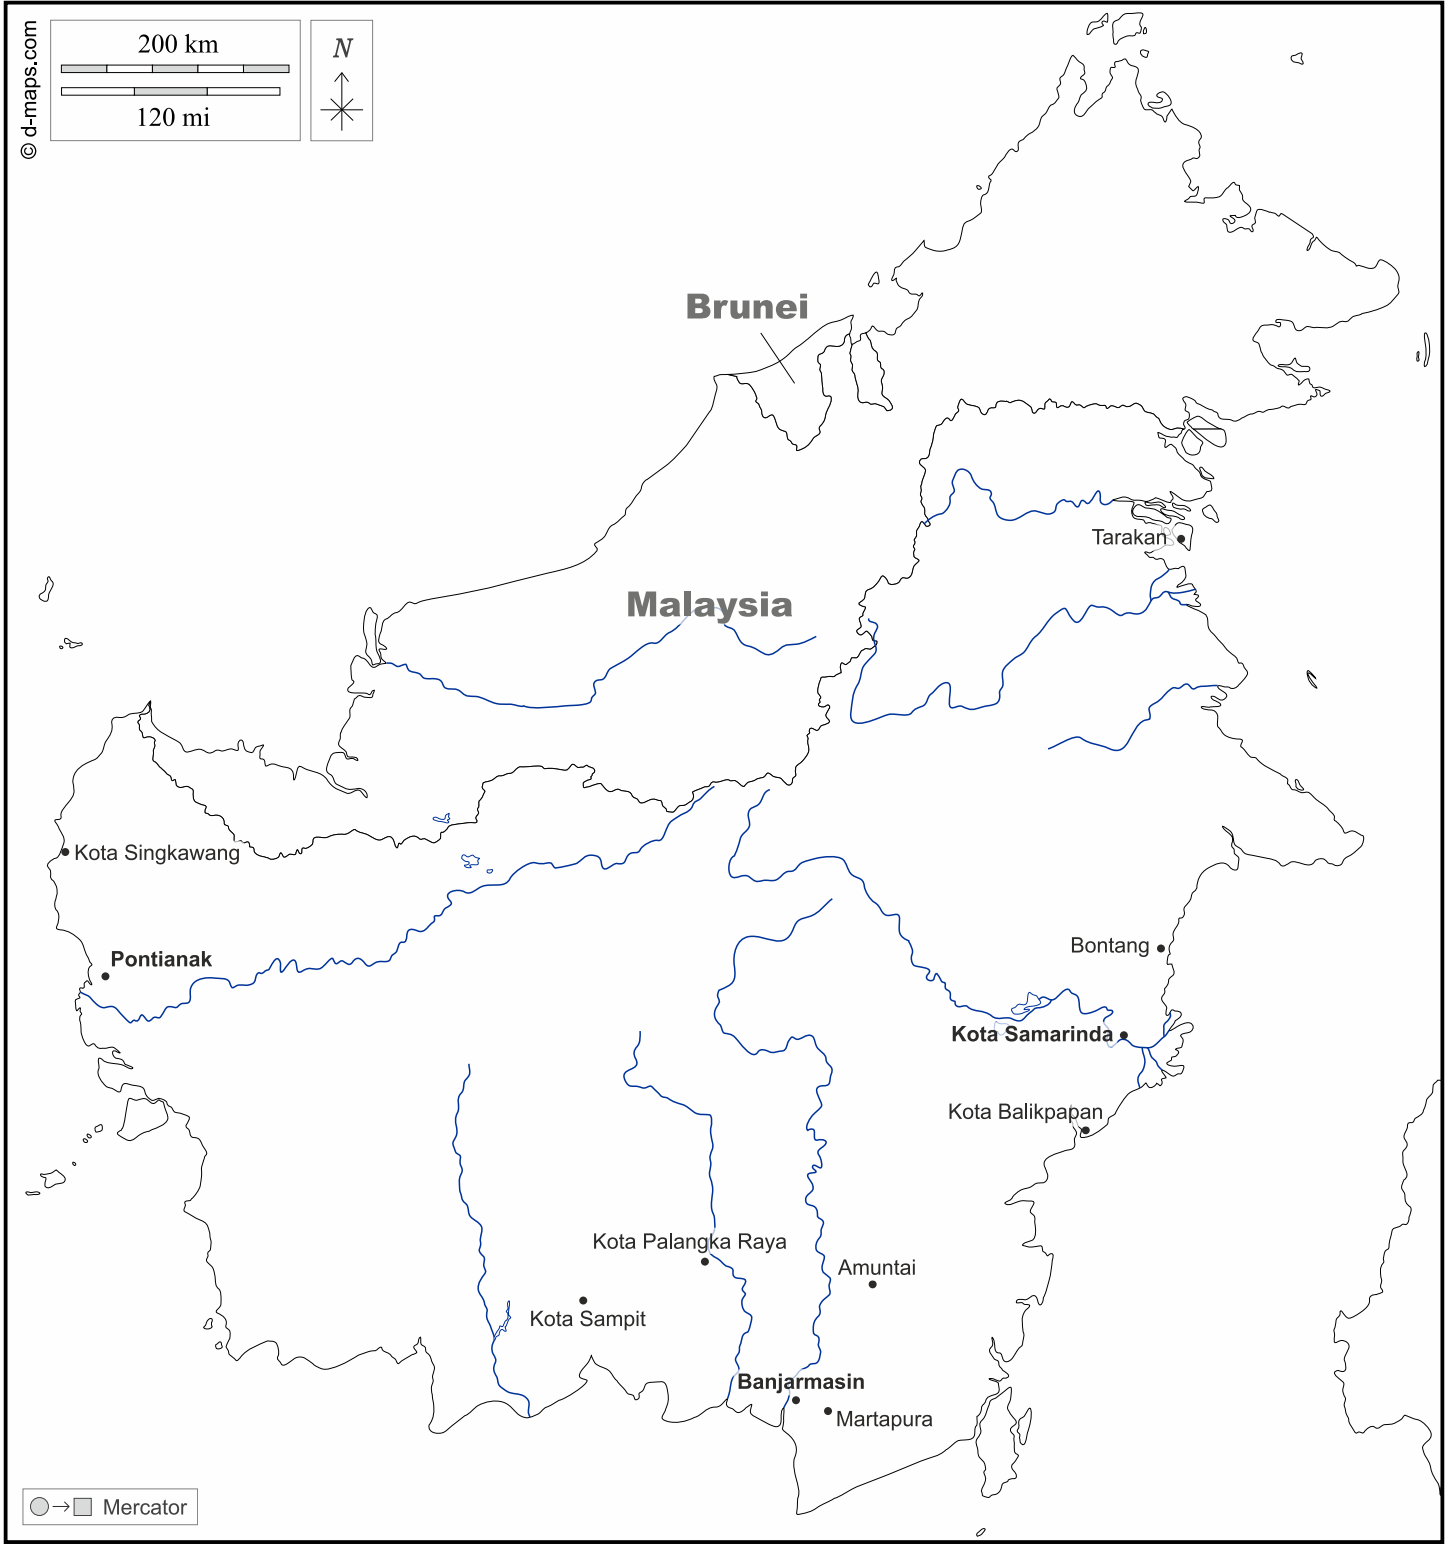 © d-maps.com
200 km
120 mi
N
Brunei
Tarakan
Malaysia
Kota Singkawang
Bontang
Pontianak
Kota Samarinda
Kota Balikpapan
Kota Palangka Raya
Amuntai
Kota Sampit
Banjarmasin
Martapura
Mercator